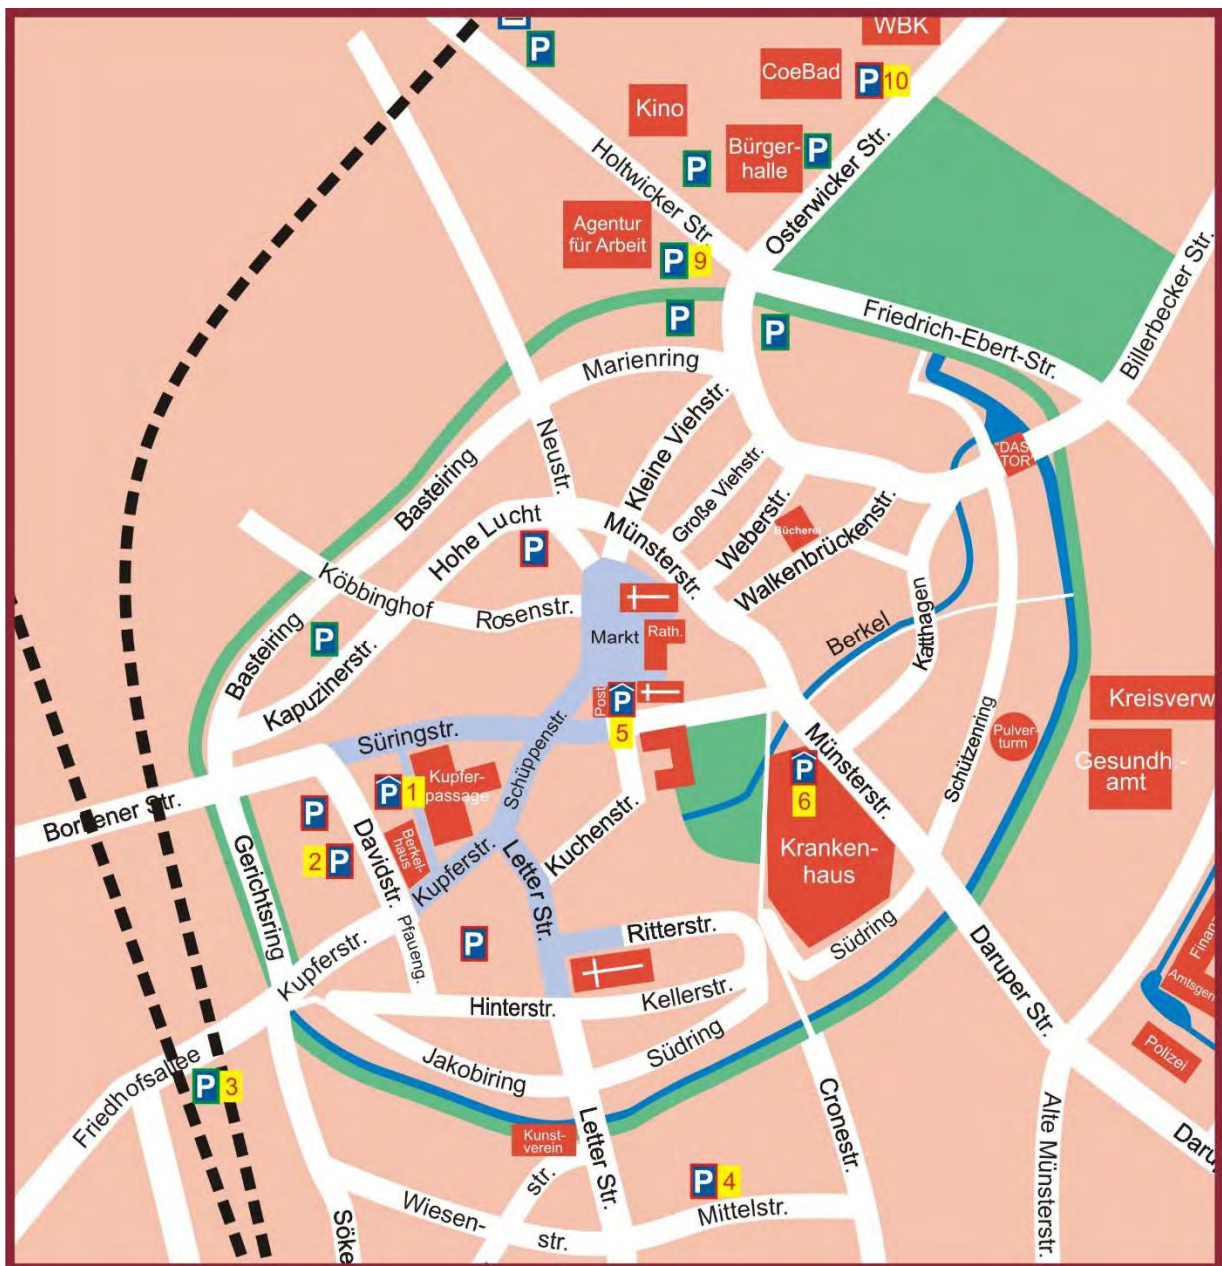 WBK
P
CoeBad
P 10
Kino
Bürger-
halle
P
P
Holtwicker Str.
Osterwicker Str.
Agentur
für Arbeit
P 9
Billerbecker Str.
P
P
Friedrich-Ebert-Str.
Marienring
Neustr.
Kleine Viehstr.
Große Viehstr.
"DAS
TOR"
Basteiring
Hohe Lucht
P
Münsterstr.
Weberstr.
Bücherei
Walkenbrückenstr.
Köbbinghof
Rosenstr.
Markt
Rath.
Berkel
Katthagen
Basteiring
P
Kapuzinerstr.
Post
P
5
Kreisverw
Süringstr.
Schüppenstr.
Münsterstr.
Schützenring
Pulver-
turm
Gesundh.-
amt
Borkener Str.
P 1
Kupfer-
passage
P
6
P
2 P
Davidstr.
Berkel-
haus
Kupferstr.
Letter Str.
Kuchenstr.
Kranken-
haus
Gerichtsring
Kupferstr.
Pfaueng.
P
Ritterstr.
Südring
Daruper Str.
Finanz
Amtsgeri
Hinterstr.
Kellerstr.
Polizei
Friedhofsallee
P 3
Jakobiring
Südring
Cronestr.
Alte Münsterstr.
Kunst-
verein
Letter Str.
Darup
str.
P 4
Mittelstr.
Wiesen-
str.
Söke